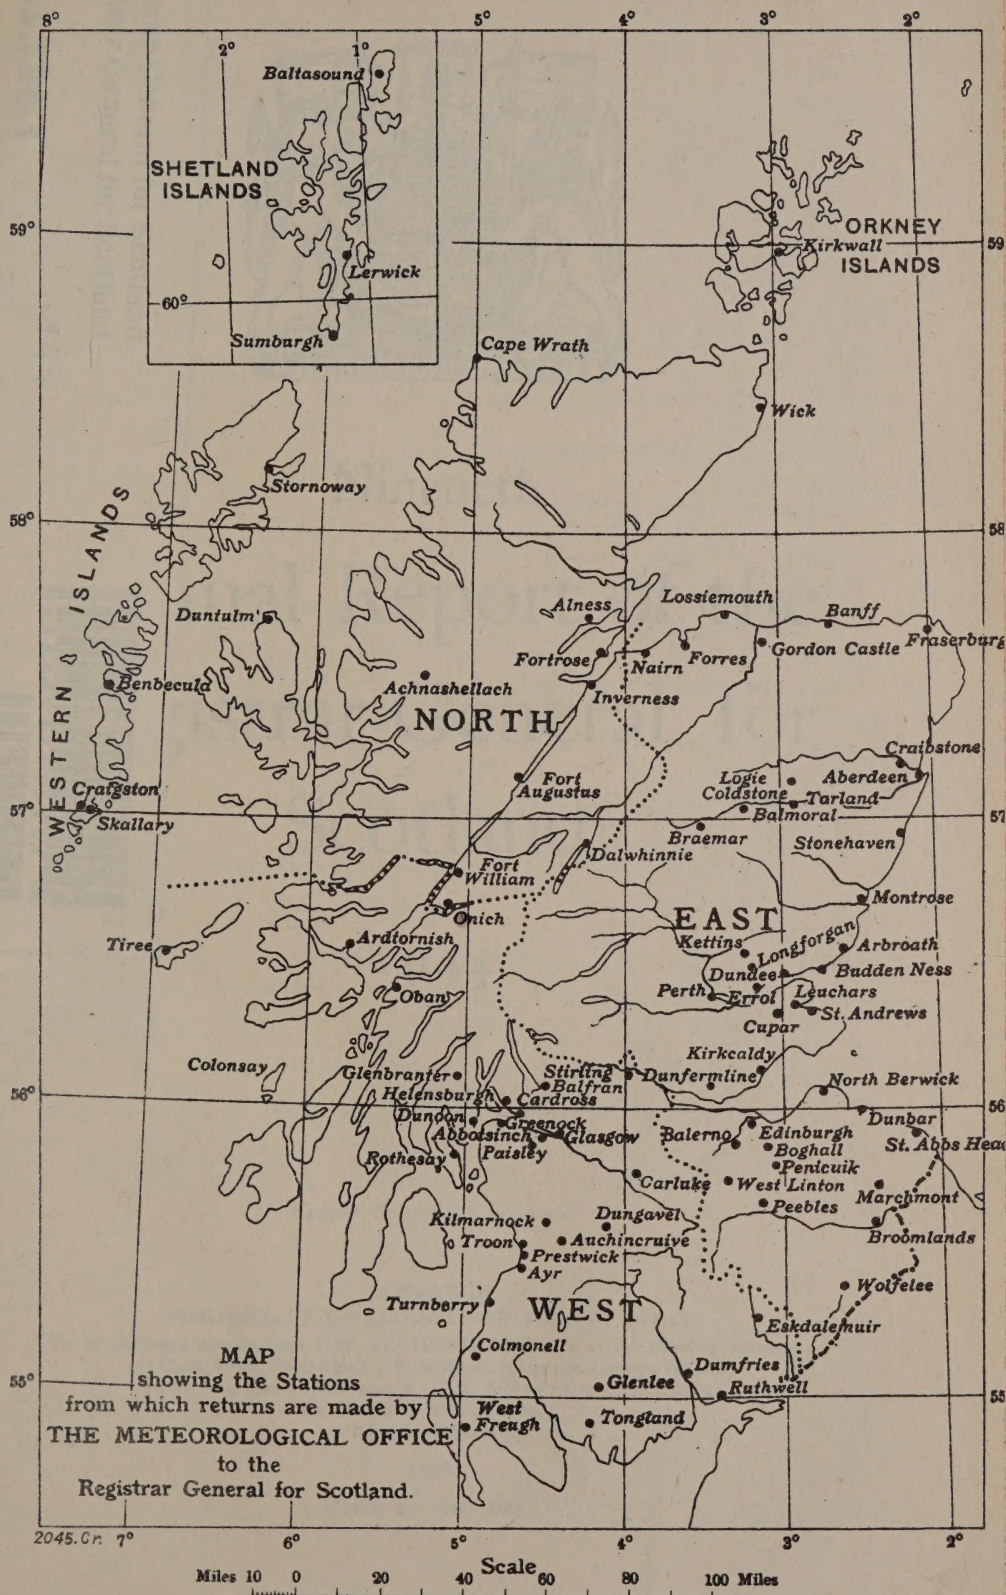 8°
5°
4°
3°
2°
2°
1°
Baltasound
SHETLAND
ISLANDS
59°
ORKNEY
Kirkwall
59
ISLANDS
Lerwick
60°
Sumburgh
Cape Wrath
Wick
Stornoway
WESTERN ISLANDS
58°
58
Duntulm
Alness
Lossiemouth
Banff
Fraserburg
Fortrose
Nairn
Forres
Gordon Castle
Benbecula
Achnashellach
Inverness
NORTH
Craibstone
Fort
Augustus
Logie
Coldstone
Aberdeen
Tarland
Craigston
57°
57
Skallary
Balmoral
Braemar
Stonehaven
Dalwhinnie
Fort
William
Montrose
Onich
EAST
Tiree
Ardtornish
Kettins
Longforgan
Arbroath
Dundee
Budden Ness
Oban
Perth
Errol
Leuchars
St. Andrews
Cupar
Colonsay
Glenbranter
Stirling
Kirkcaldy
Dunfermline
Balfran
North Berwick
56°
Helensburgh
Cardross
56
Dunoon
Greenock
Dunbar
Abbotsinch
Glasgow
Balerno
Edinburgh
St. Abbs Head
Rothesay
Paisley
Boghall
Penicuik
Carluke
West Linton
Marchmont
Peebles
Kilmarnock
Dungavel
Broomlands
Troon
Auchincruive
Prestwick
Ayr
Wolfelee
Turnberry
WEST
Eskdalemuir
Colmonell
Dumfries
55°
Glenlee
Ruthwell
55
West
Freugh
Tongland
MAP
showing the Stations
from which returns are made by
THE METEOROLOGICAL OFFICE
to the
Registrar General for Scotland.
2045. Gr.
7°
6°
5°
4°
3°
2°
Scale
Miles 10 0 20 40 60 80 100 Miles